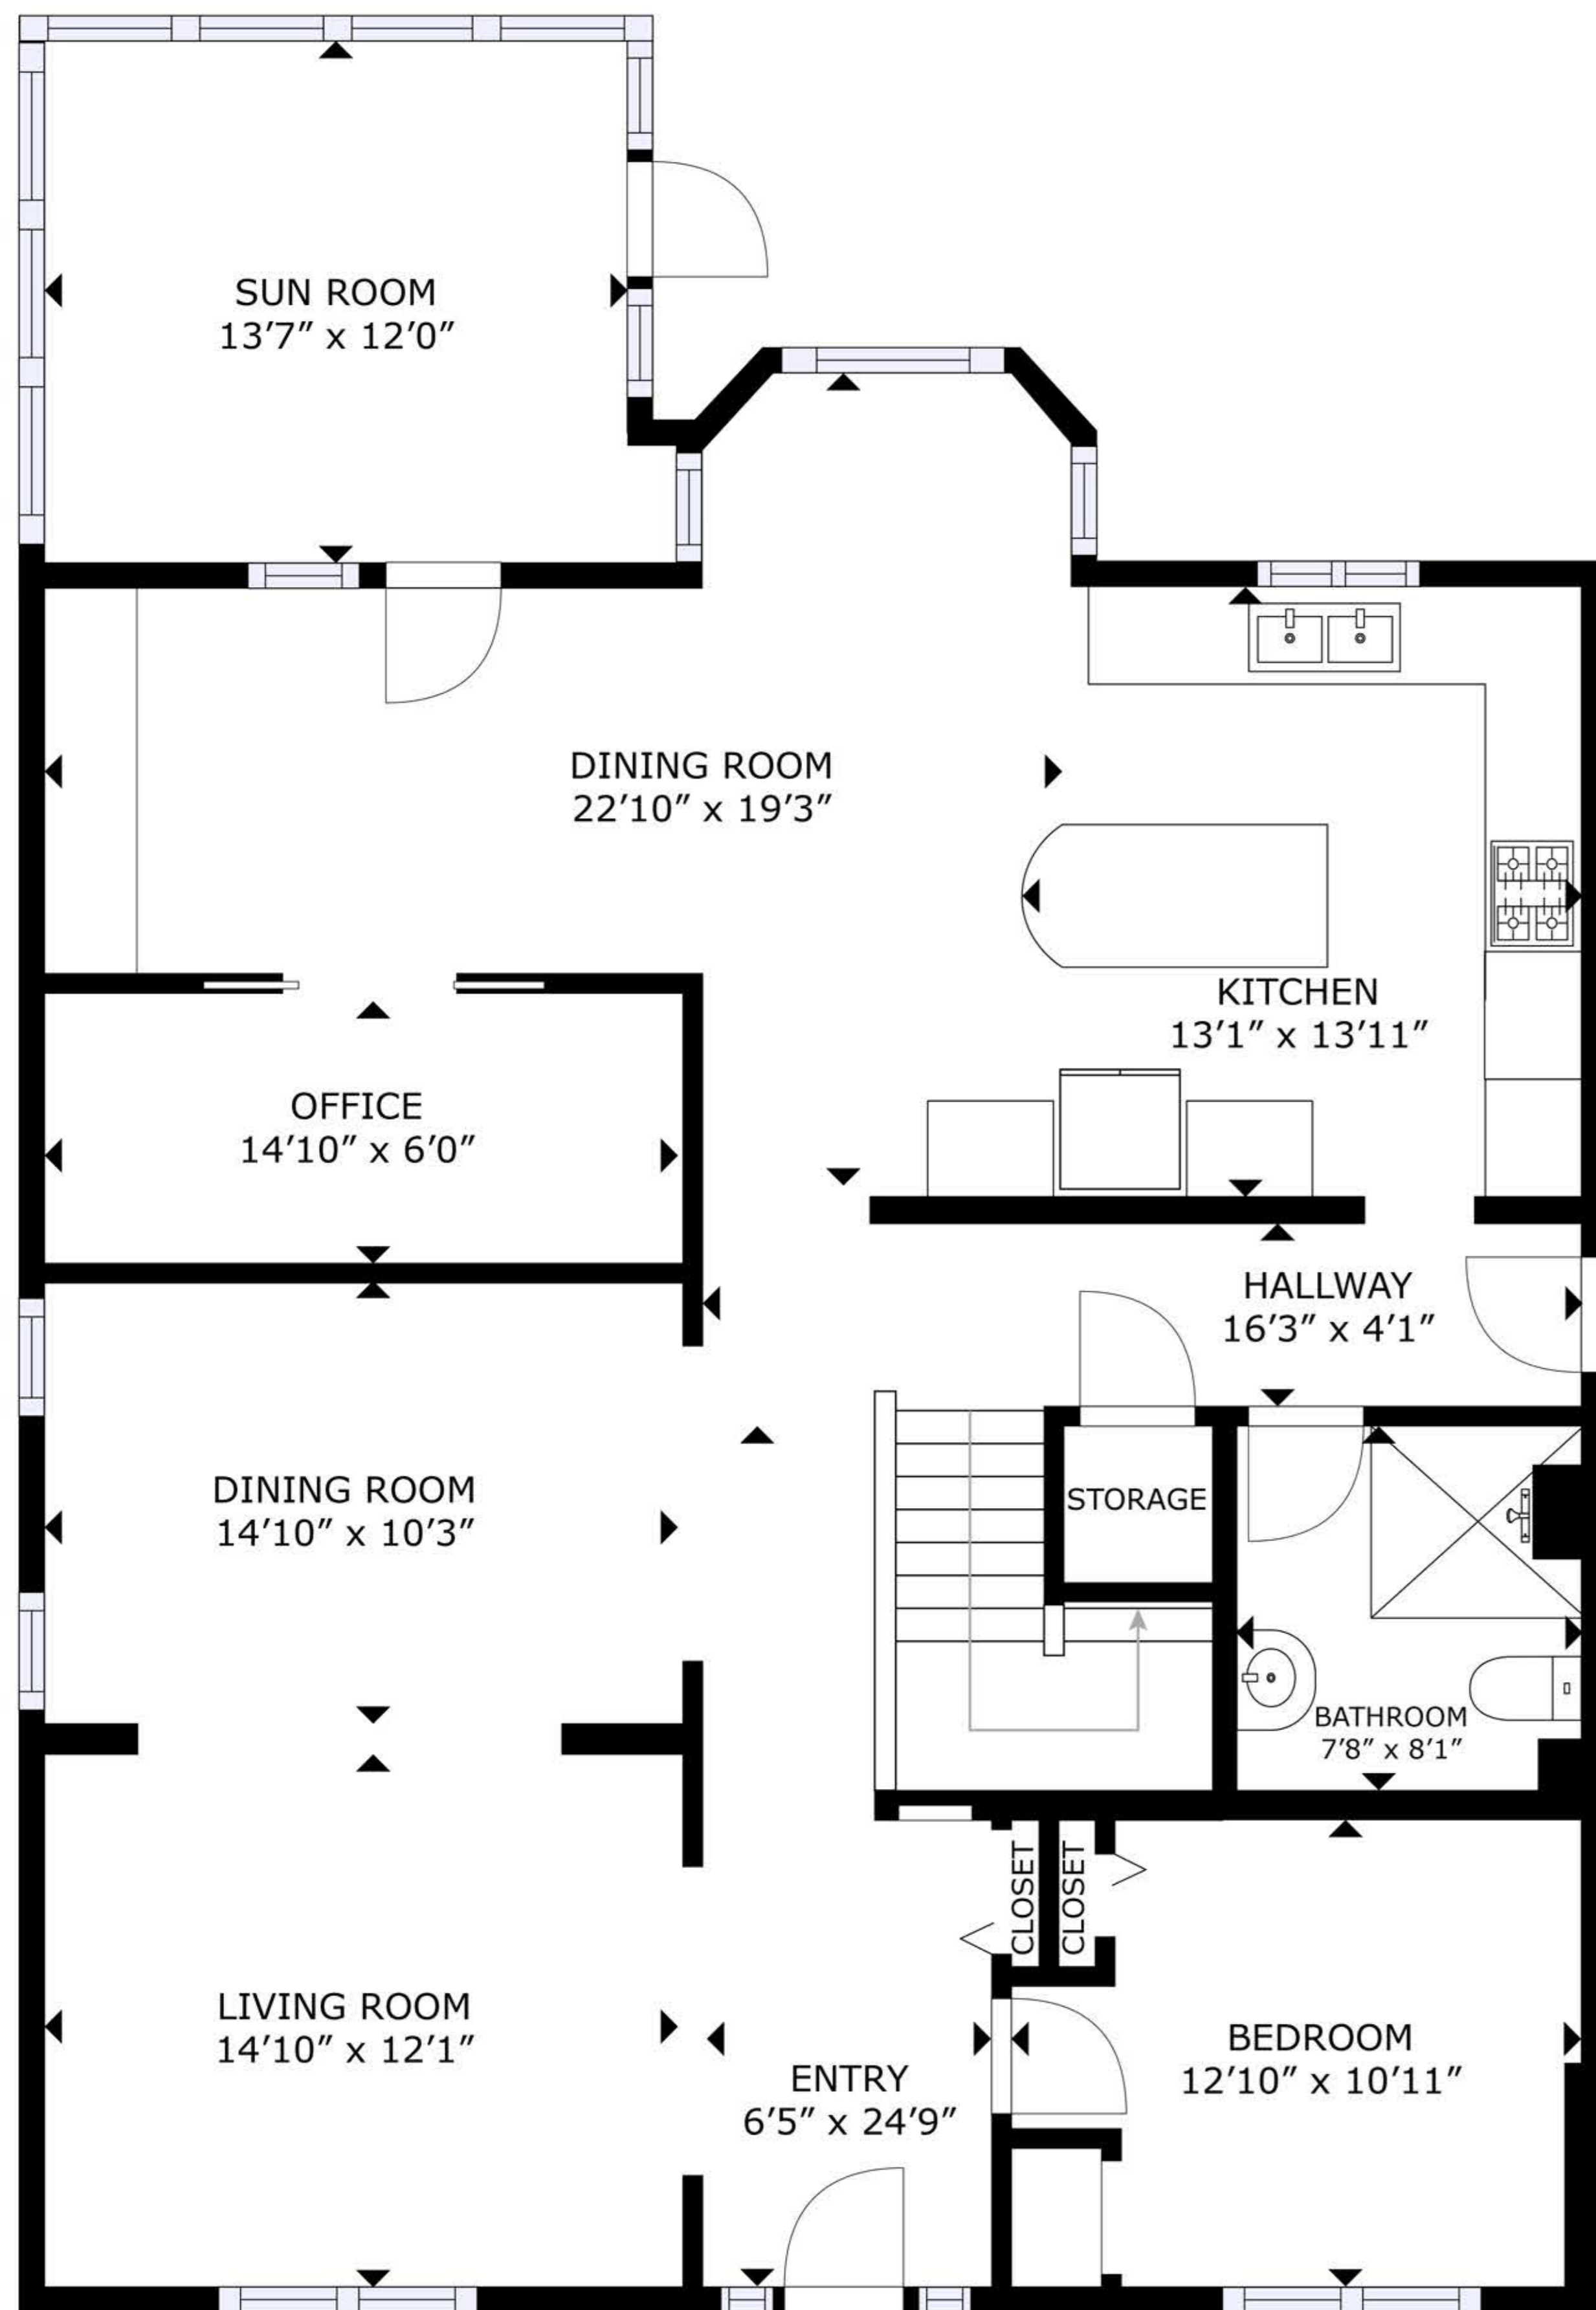 SUN ROOM
13′7″ x 12′0″
DINING ROOM
22′10″ x 19′3″
KITCHEN
13′1″ x 13′11″
OFFICE
14′10″ x 6′0″
HALLWAY
16′3″ x 4′1″
DINING ROOM
14′10″ x 10′3″
STORAGE
BATHROOM
7′8″ x 8′1″
CLOSET
CLOSET
LIVING ROOM
14′10″ x 12′1″
ENTRY
6′5″ x 24′9″
BEDROOM
12′10″ x 10′11″